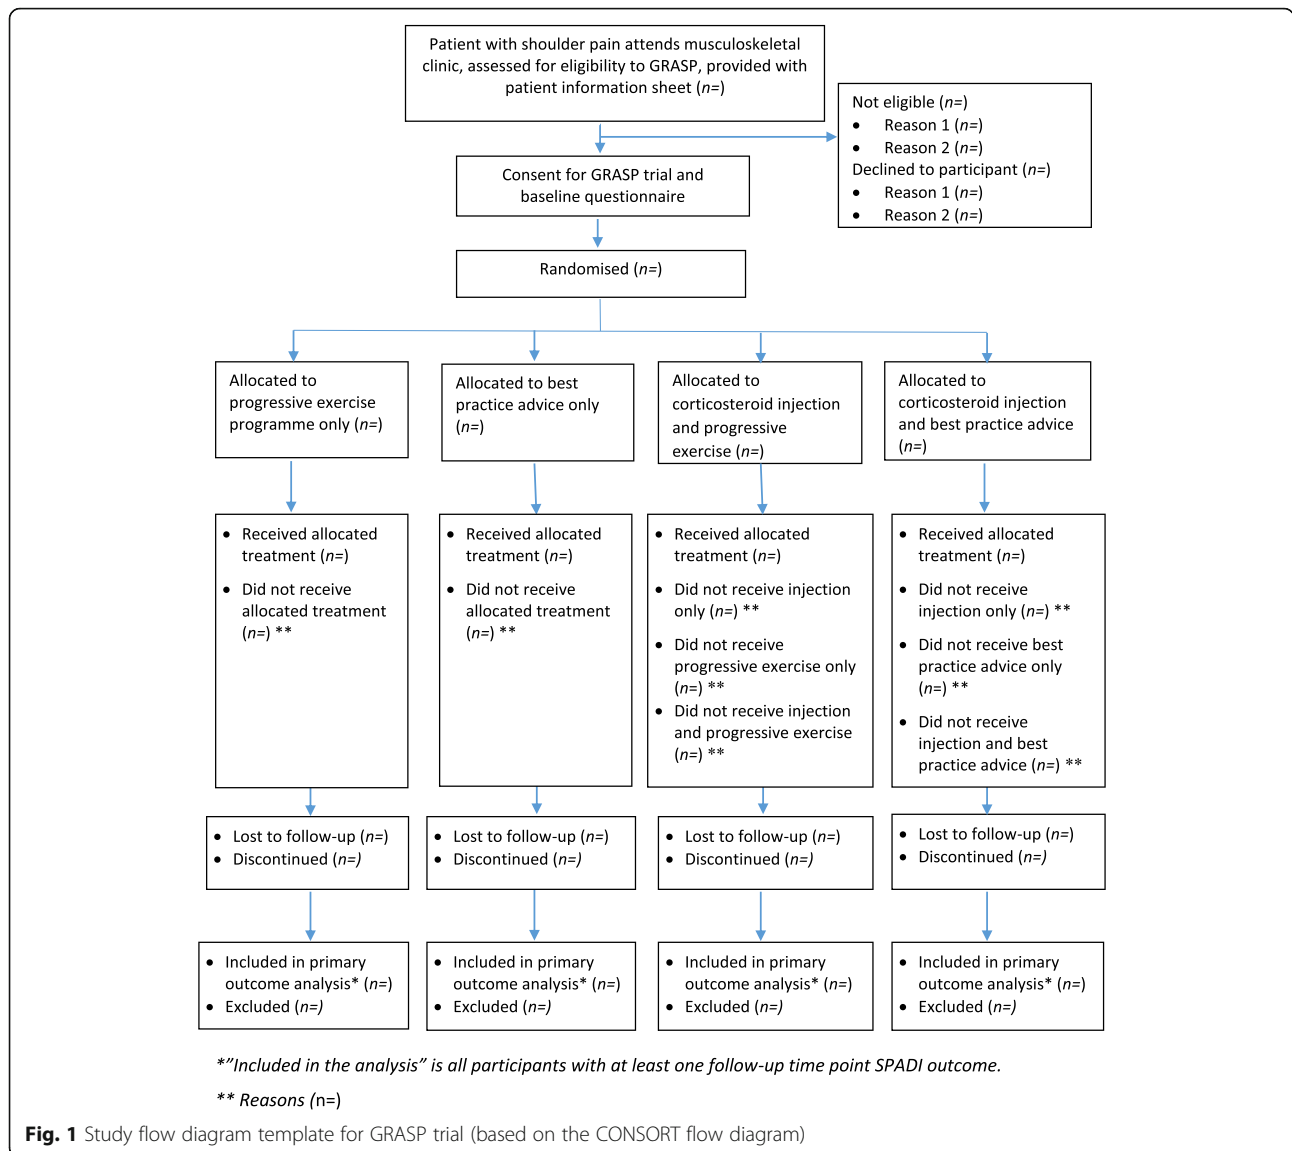 Patient with shoulder pain attends musculoskeletal
clinic, assessed for eligibility to GRASP, provided with
patient information sheet (n=)
Not eligible (n=)
• Reason 1 (n=)
• Reason 2 (n=)
Declined to participant (n=)
• Reason 1 (n=)
• Reason 2 (n=)
Consent for GRASP trial and
baseline questionnaire
Randomised (n=)
Allocated to
progressive exercise
programme only (n=)
Allocated to best
practice advice only
(n=)
Allocated to
corticosteroid injection
and progressive
exercise (n=)
Allocated to
corticosteroid injection
and best practice advice
(n=)
• Received allocated
treatment (n=)
• Did not receive
allocated treatment
(n=) **
• Received allocated
treatment (n=)
• Did not receive
allocated treatment
(n=) **
• Received allocated
treatment (n=)
• Did not receive injection
only (n=) **
• Did not receive
progressive exercise only
(n=) **
• Did not receive injection
and progressive exercise
(n=) **
• Received allocated
treatment (n=)
• Did not receive
injection only (n=) **
• Did not receive best
practice advice only
(n=) **
• Did not receive
injection and best
practice advice (n=) **
• Lost to follow-up (n=)
• Discontinued (n=)
• Lost to follow-up (n=)
• Discontinued (n=)
• Lost to follow-up (n=)
• Discontinued (n=)
• Lost to follow-up (n=)
• Discontinued (n=)
• Included in primary
outcome analysis* (n=)
• Excluded (n=)
• Included in primary
outcome analysis* (n=)
• Excluded (n=)
• Included in primary
outcome analysis* (n=)
• Excluded (n=)
• Included in primary
outcome analysis* (n=)
• Excluded (n=)
*”Included in the analysis” is all participants with at least one follow-up time point SPADI outcome.
** Reasons (n=)
Fig. 1 Study flow diagram template for GRASP trial (based on the CONSORT flow diagram)